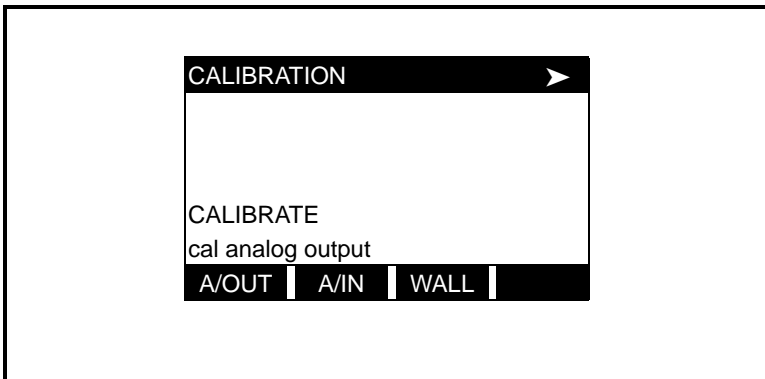 CALIBRATION ➤
CALIBRATE
cal analog output
A/OUT A/IN WALL